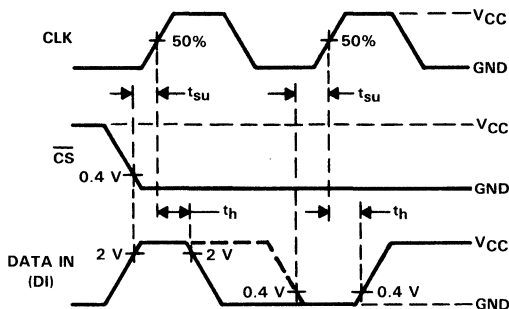 CLK
50%
50%
VCC
GND
tsu
tsu
CS
0.4 V
VCC
GND
th
th
DATA IN
(DI)
2 V
2 V
0.4 V
0.4 V
VCC
GND